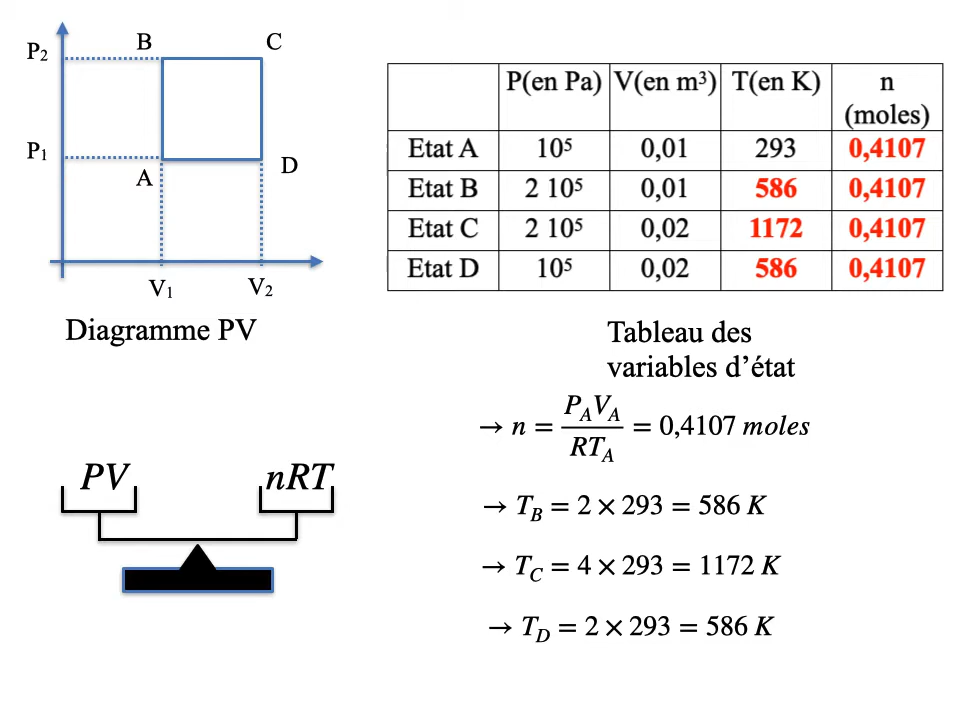 P₂
B
C
P₁
A
D
V₁
V₂
Diagramme PV
P(en Pa) V(en m³) T(en K) n (moles)
Etat A 10⁵ 0,01 293 0,4107
Etat B 2 10⁵ 0,01 586 0,4107
Etat C 2 10⁵ 0,02 1172 0,4107
Etat D 10⁵ 0,02 586 0,4107
Tableau des
variables d’état
→ n = P_A V_A / RT_A = 0,4107 moles
→ T_B = 2 × 293 = 586 K
→ T_C = 4 × 293 = 1172 K
→ T_D = 2 × 293 = 586 K
PV nRT